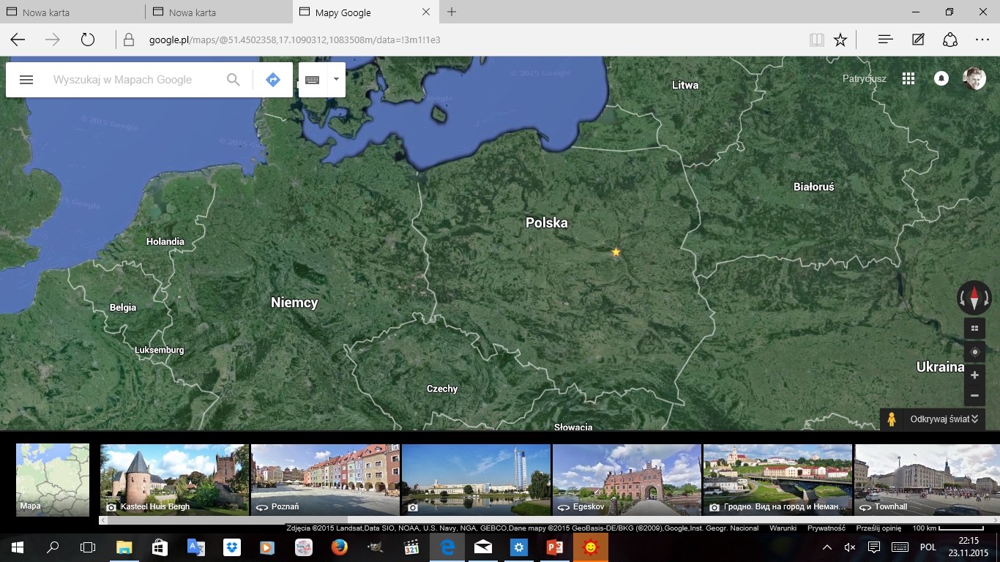 Nowa karta
Nowa karta
Mapy Google
google.pl/maps/@51.4502358,17.1090312,1083508m/data=!3m1!1e3
Wyszukaj w Mapach Google
Patrycjusz
© 2015 Google
© 2015 Google
Litwa
Białoruś
Polska
Holandia
Niemcy
Belgia
Luksemburg
Ukraina
Czechy
Słowacja
Odkrywaj świat
Mapa
Kasteel Huis Bergh
Poznań
Egeskov
Гродно. Вид на город и Неман...
Townhall
Zdjęcia ©2015 Landsat,Data SIO, NOAA, U.S. Navy, NGA, GEBCO,Dane mapy ©2015 GeoBasis-DE/BKG (©2009),Google,Inst. Geogr. Nacional Warunki Prywatność Prześlij opinię 100 km
321
POL
22:15
23.11.2015